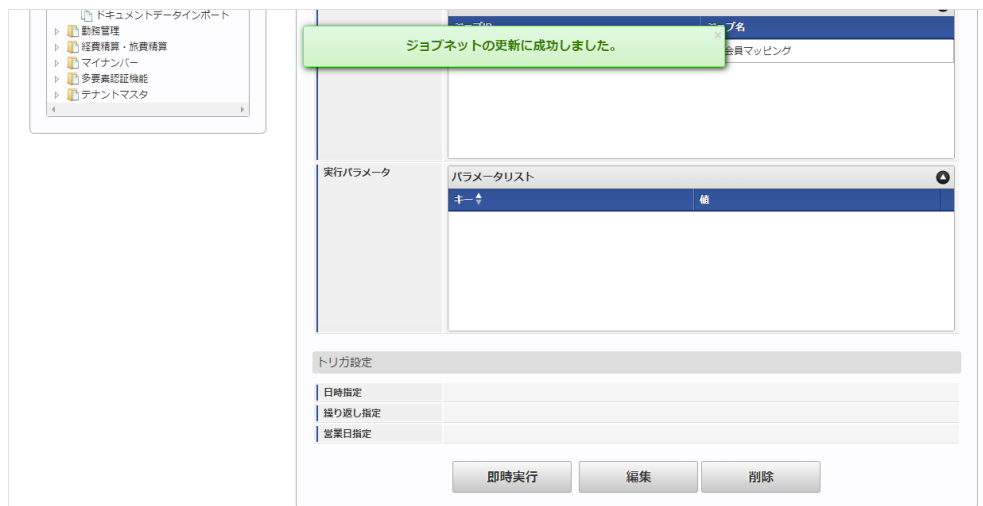 ドキュメントデータインポート
勤務管理
経費精算・旅費精算
マイナンバー
多要素認証機能
テナントマスタ
ジョブネットの更新に成功しました。
会員マッピング
実行パラメータ
パラメータリスト
キー
値
トリガ設定
日時指定
繰り返し指定
営業日指定
即時実行
編集
削除